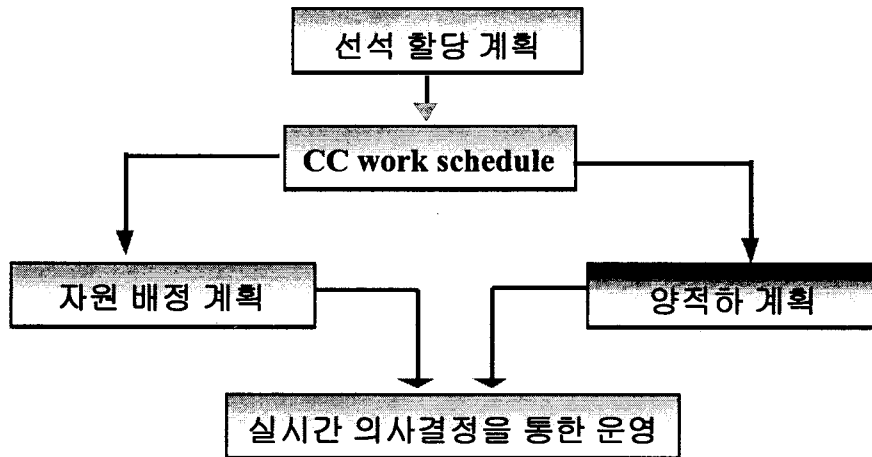 선석 할당 계획
CC work schedule
자원 배정 계획
양적하 계획
실시간 의사결정을 통한 운영